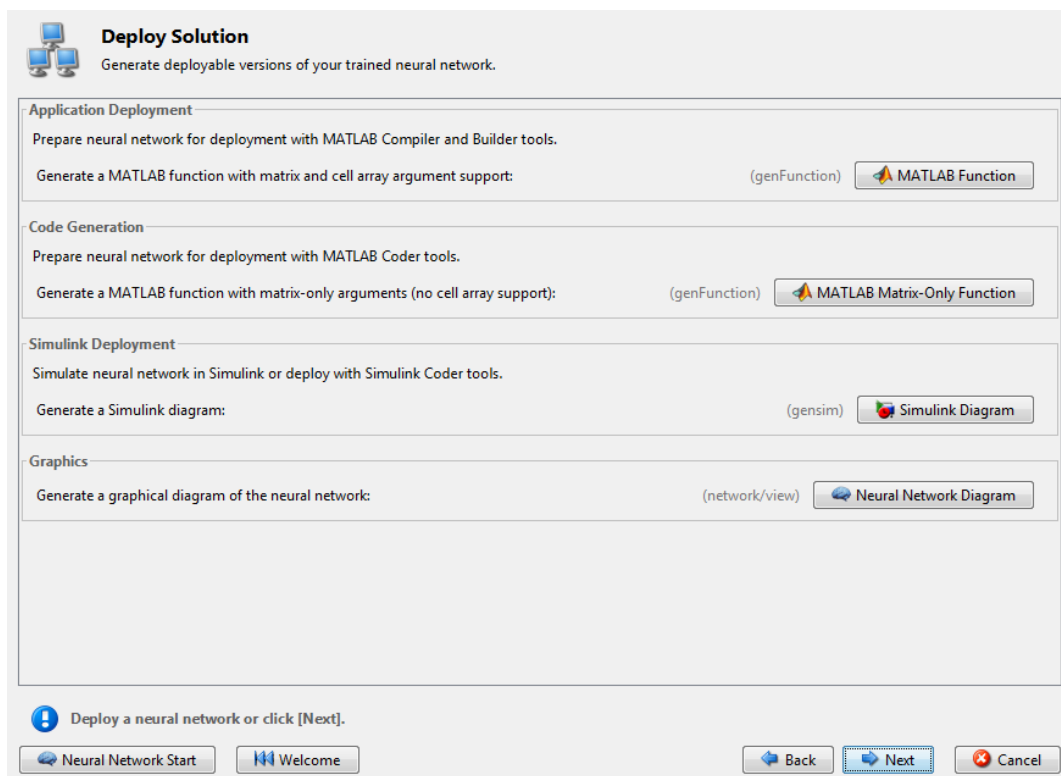 Deploy Solution
Generate deployable versions of your trained neural network.
Application Deployment
Prepare neural network for deployment with MATLAB Compiler and Builder tools.
Generate a MATLAB function with matrix and cell array argument support: (genFunction) MATLAB Function
Code Generation
Prepare neural network for deployment with MATLAB Coder tools.
Generate a MATLAB function with matrix-only arguments (no cell array support): (genFunction) MATLAB Matrix-Only Function
Simulink Deployment
Simulate neural network in Simulink or deploy with Simulink Coder tools.
Generate a Simulink diagram: (gensim) Simulink Diagram
Graphics
Generate a graphical diagram of the neural network: (network/view) Neural Network Diagram
Deploy a neural network or click [Next].
Neural Network Start Welcome Back Next Cancel